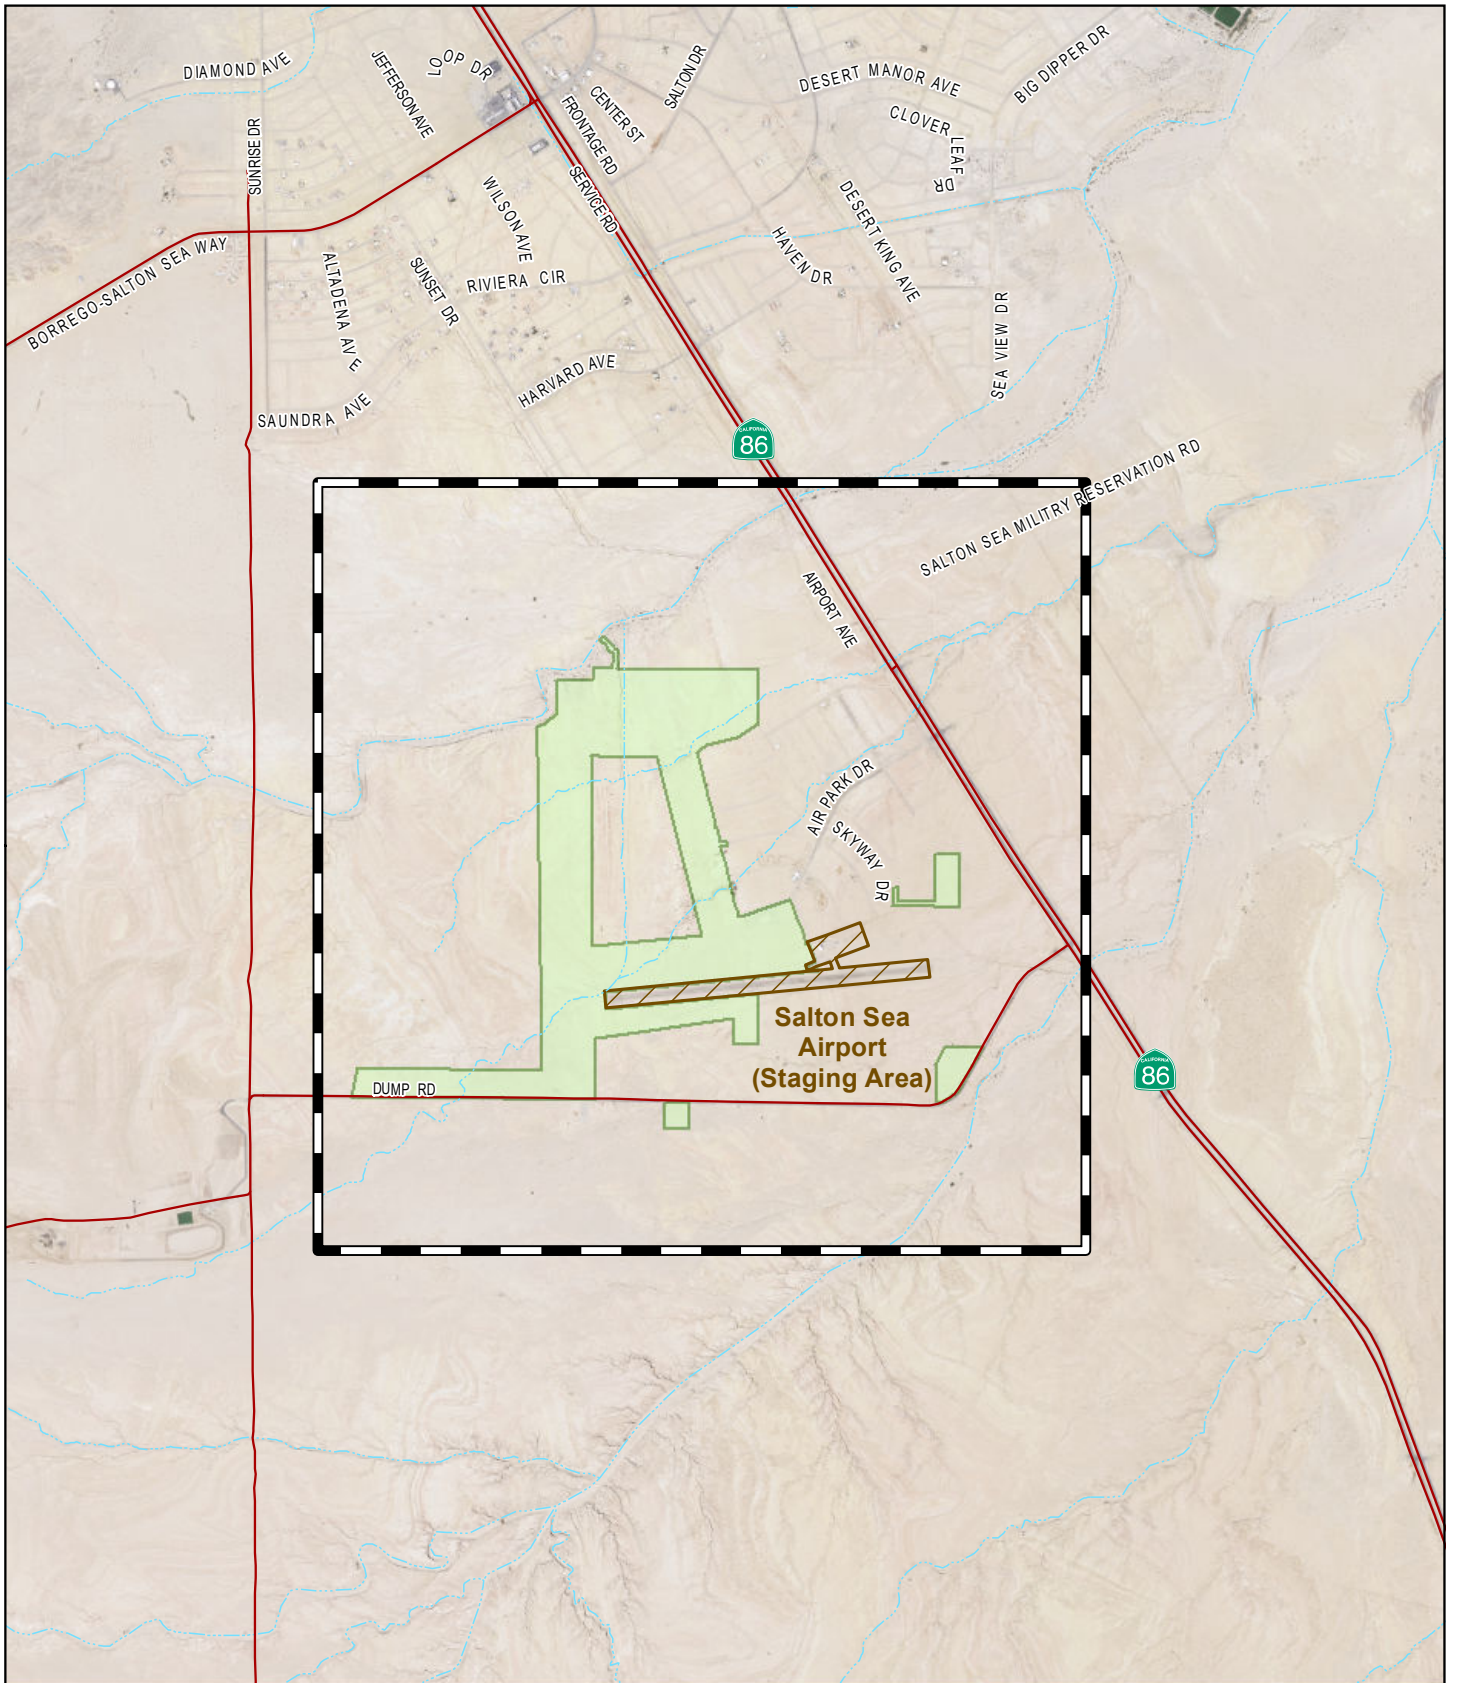 DIAMOND AVE
JEFFERSON AVE
LOOP DR
FRONTAGE RD
CENTER ST
SALTON DR
DESERT MANOR AVE
BIG DIPPER DR
CLOVER LEAF DR
SUNRISE DR
SERVICE RD
WILSON AVE
DESERT KING AVE
HAVEN DR
BORREGO-SALTON SEA WAY
ALTADENA AVE
SUNSET DR
RIVIERA CIR
SEA VIEW DR
HARVARD AVE
SAUNDRA AVE
CALIFORNIA
86
SALTON SEA MILITRY RESERVATION RD
AIRPORT AVE
AIR PARK DR
SKYWAY DR
Salton Sea
Airport
(Staging Area)
DUMP RD
CALIFORNIA
86